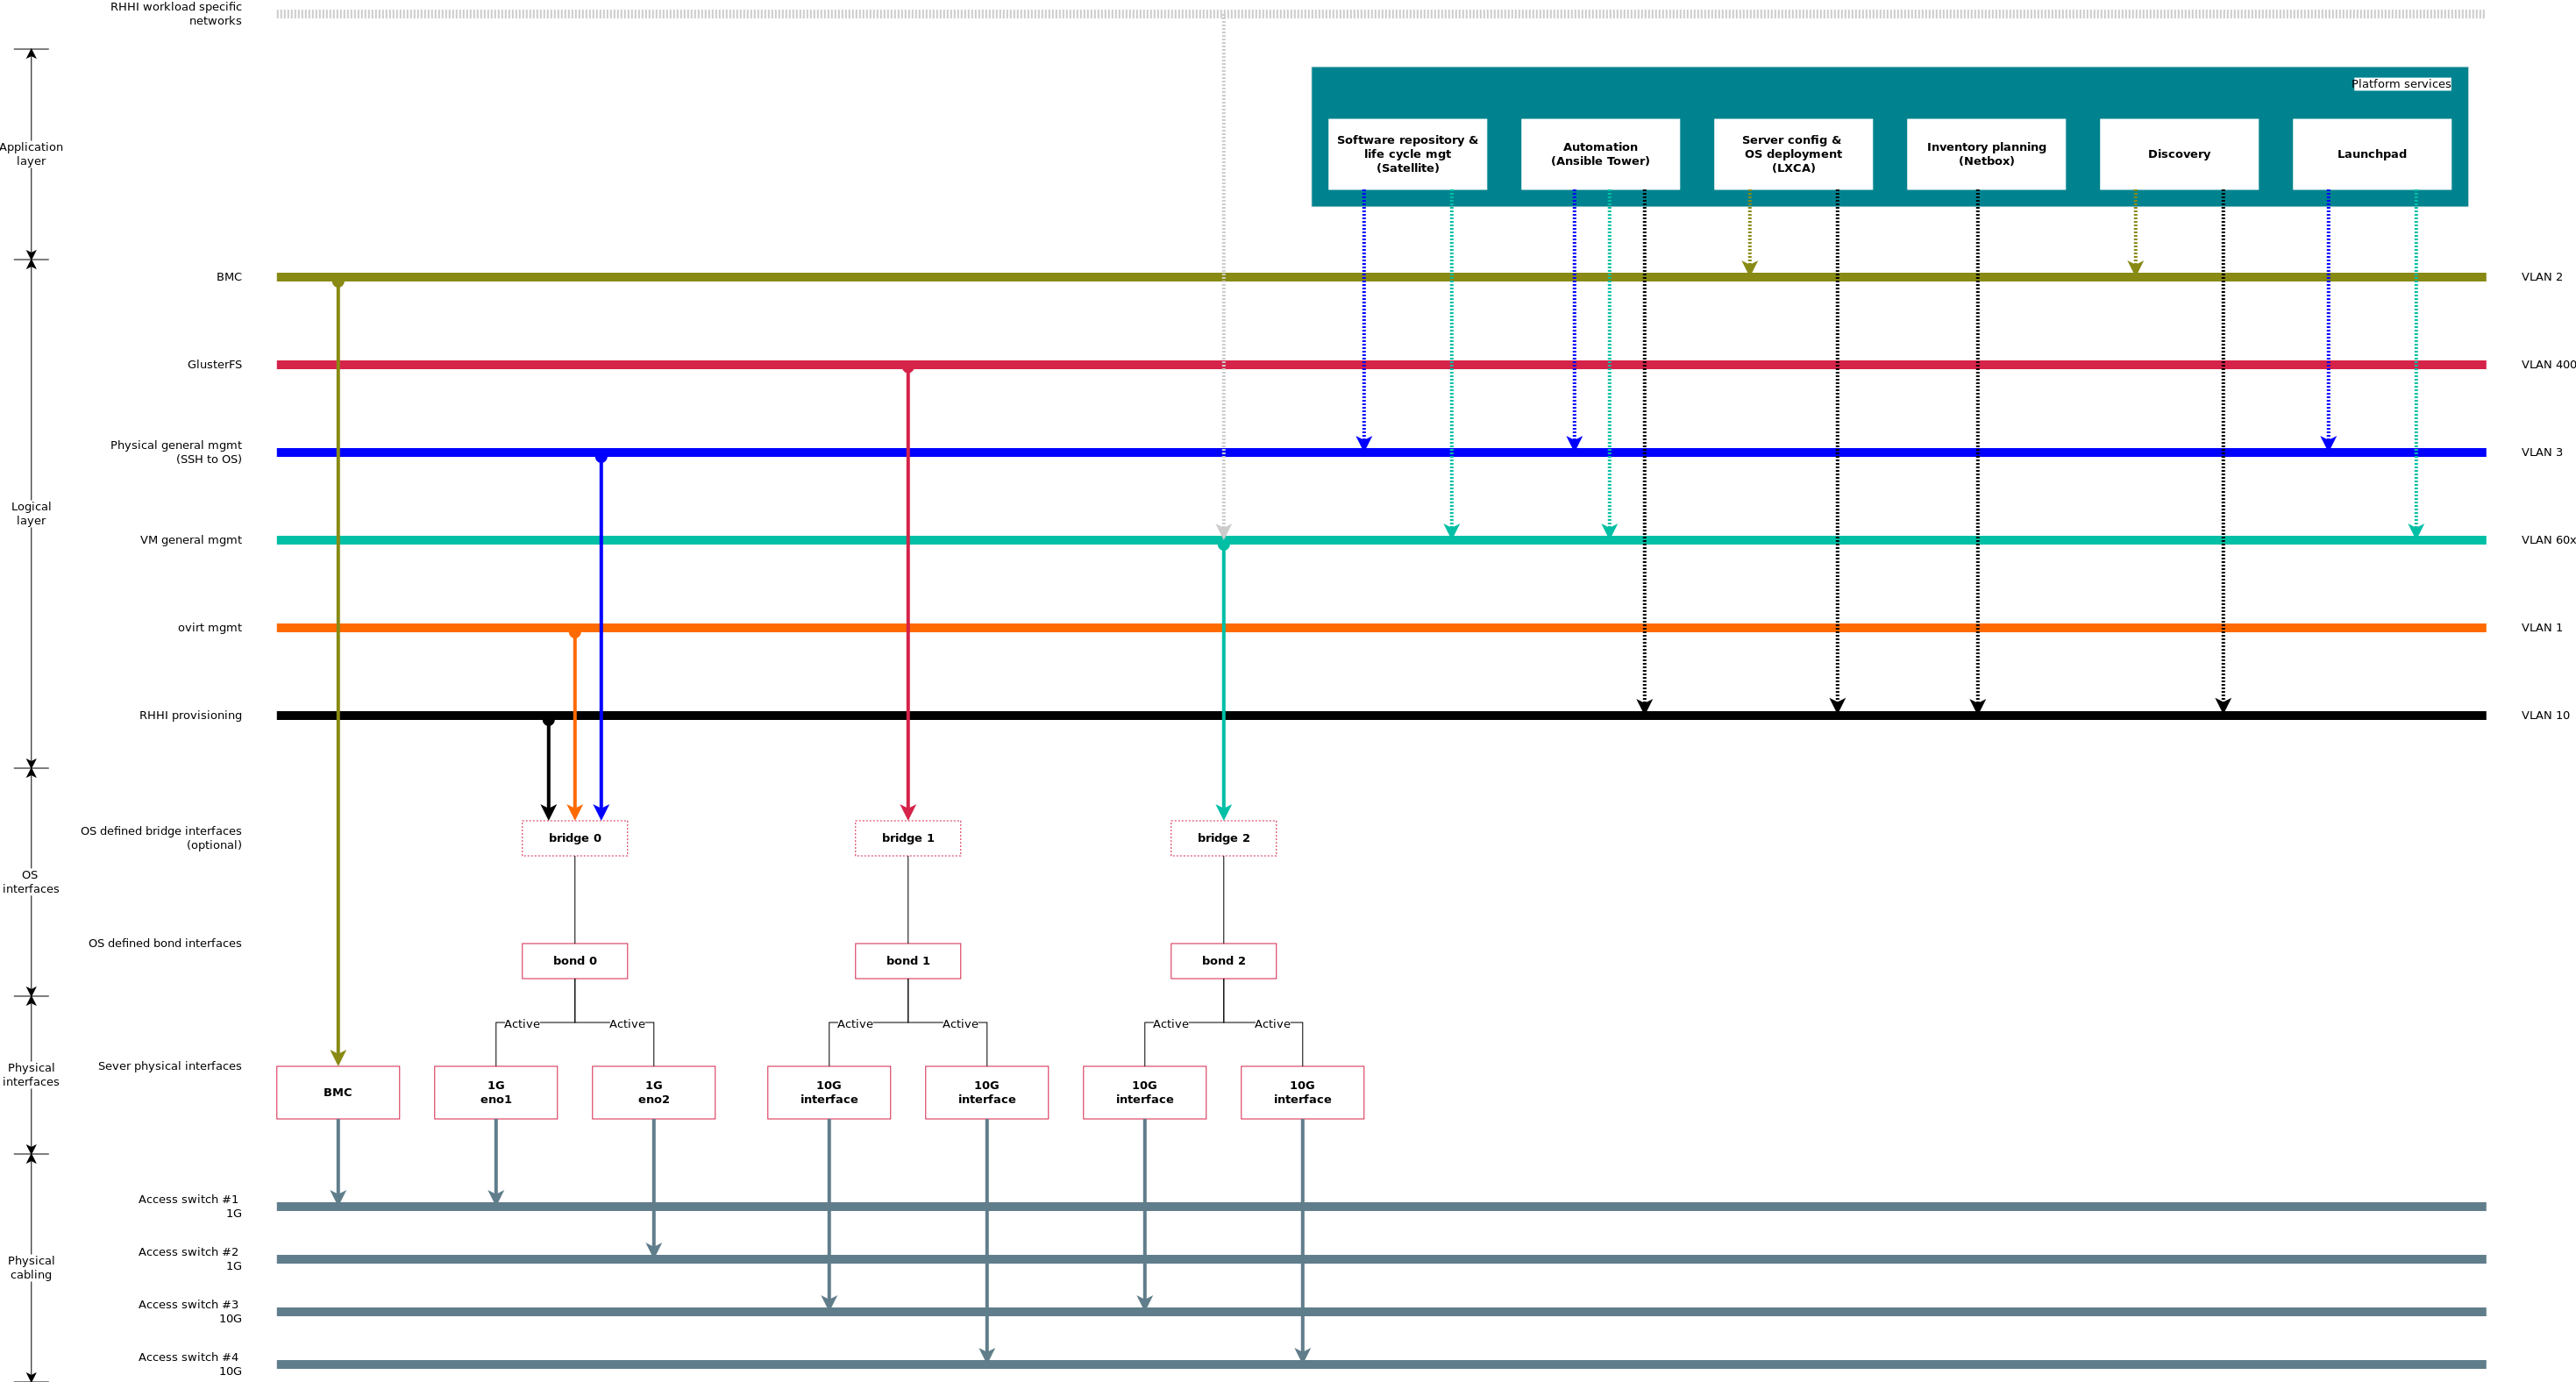 RHHI workload specific
networks
Platform services
Application
layer
Software repository &
life cycle mgt
(Satellite)
Automation
(Ansible Tower)
Server config &
OS deployment
(LXCA)
Inventory planning
(Netbox)
Discovery
Launchpad
BMC
VLAN 2
GlusterFS
VLAN 400
Physical general mgmt
(SSH to OS)
VLAN 3
Logical
layer
VM general mgmt
VLAN 60x
ovirt mgmt
VLAN 1
RHHI provisioning
VLAN 10
OS defined bridge interfaces
(optional)
bridge 0
bridge 1
bridge 2
OS
interfaces
OS defined bond interfaces
bond 0
bond 1
bond 2
Active
Active
Active
Active
Active
Active
Physical
interfaces
Sever physical interfaces
BMC
1G
eno1
1G
eno2
10G
interface
10G
interface
10G
interface
10G
interface
Access switch #1
1G
Access switch #2
1G
Physical
cabling
Access switch #3
10G
Access switch #4
10G